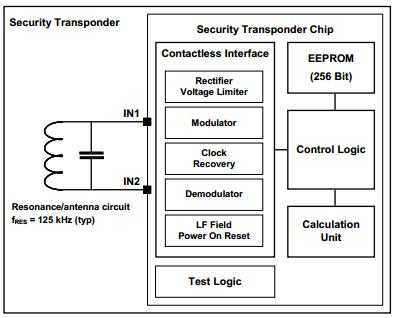 Security Transponder
Security Transponder Chip
Contactless Interface
Rectifier
Voltage Limiter
Modulator
Clock
Recovery
Demodulator
LF Field
Power On Reset
Test Logic
EEPROM
(256 Bit)
Control Logic
Calculation
Unit
IN1
IN2
Resonance/antenna circuit
fRES = 125 kHz (typ)